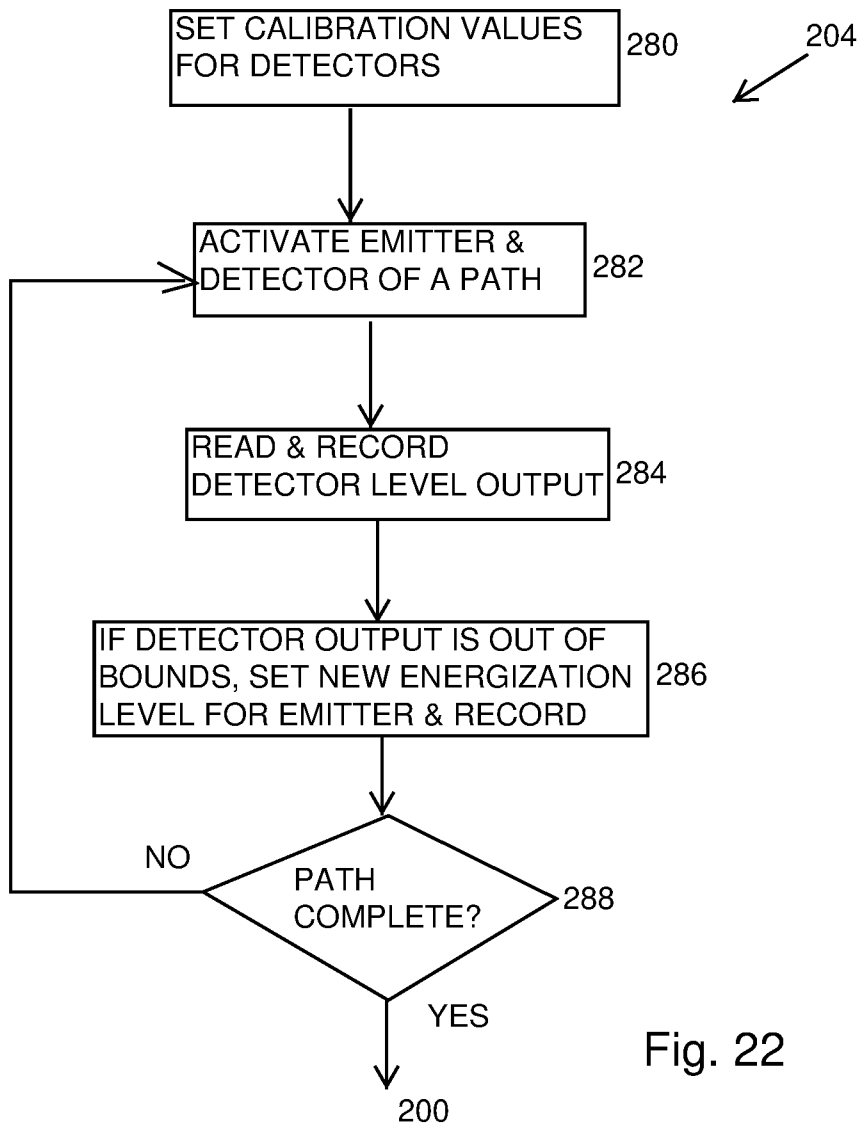 SET CALIBRATION VALUES
FOR DETECTORS
280
204
ACTIVATE EMITTER &
DETECTOR OF A PATH
282
READ & RECORD
DETECTOR LEVEL OUTPUT
284
IF DETECTOR OUTPUT IS OUT OF
BOUNDS, SET NEW ENERGIZATION
LEVEL FOR EMITTER & RECORD
286
NO
PATH
COMPLETE?
288
YES
Fig. 22
200